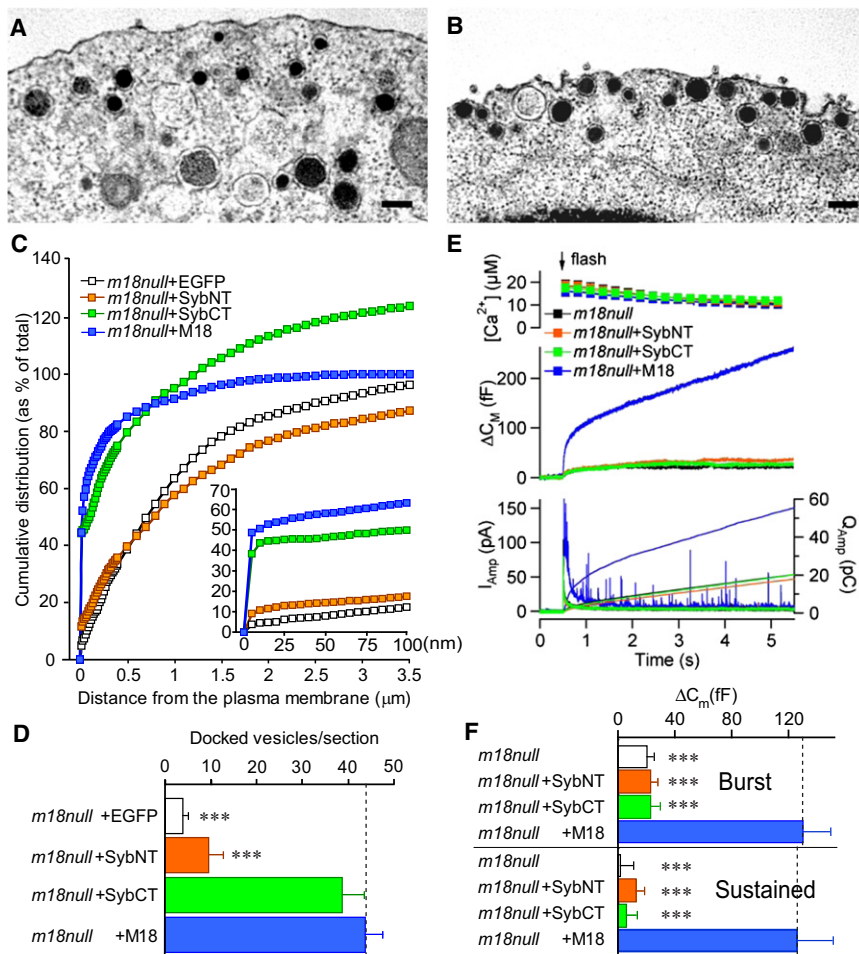 A
B
C
140
120
100
80
60
40
20
0
Cumulative distribution (as % of total)
m18null+EGFP
m18null+SybNT
m18null+SybCT
m18null+M18
70
60
50
40
30
20
10
0
0 25 50 75 100(nm)
0 0.5 1 1.5 2 2.5 3 3.5
Distance from the plasma membrane (μm)
D
Docked vesicles/section
0 10 20 30 40 50
m18null +EGFP ***
m18null+SybNT ***
m18null+SybCT
m18null +M18
E
flash
20
10
0
[Ca2+] (μM)
m18null
m18null+SybNT
m18null+SybCT
m18null+M18
200
100
0
ΔCM (fF)
150
100
50
0
IAmp (pA)
60
40
20
0
QAmp (pC)
0 1 2 3 4 5
Time (s)
F
ΔCm(fF)
0 40 80 120
m18null ***
m18null+SybNT *** Burst
m18null+SybCT ***
m18null +M18
m18null ***
m18null+SybNT *** Sustained
m18null+SybCT ***
m18null +M18